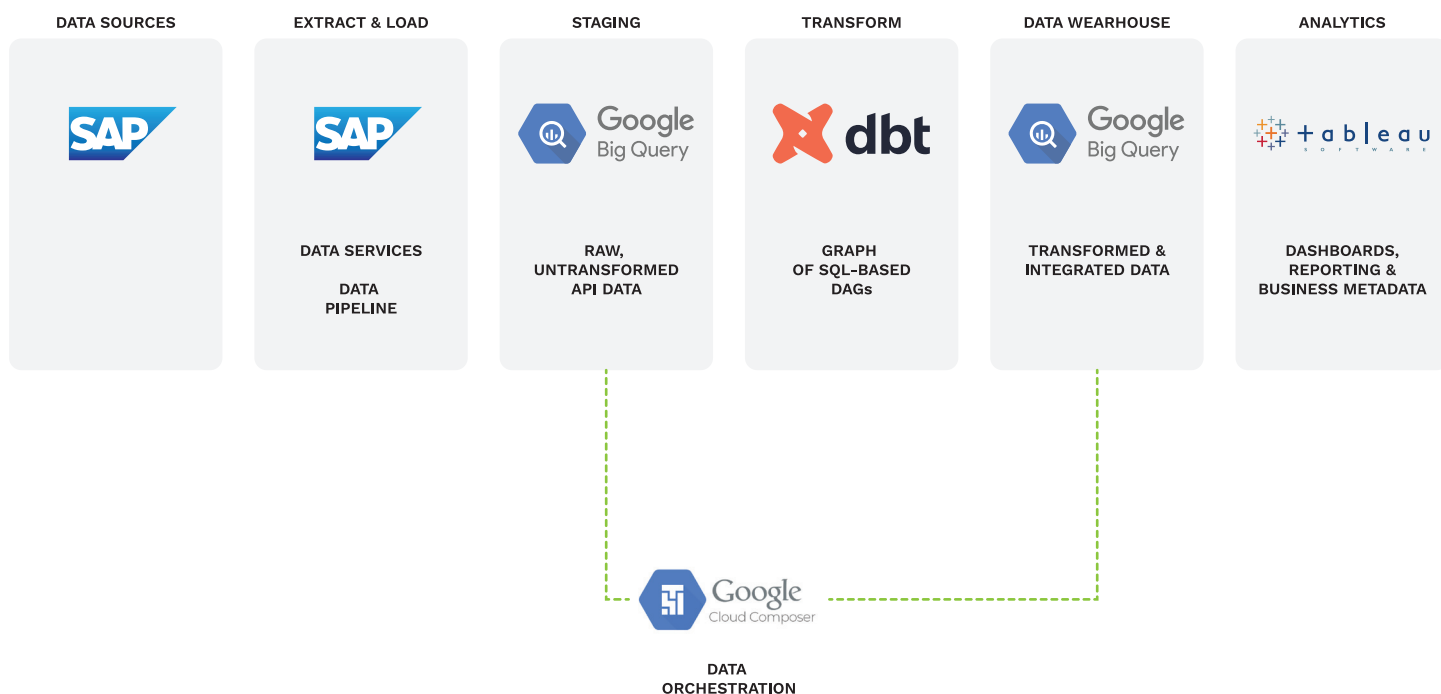 DATA SOURCES
EXTRACT & LOAD
STAGING
TRANSFORM
DATA WEARHOUSE
ANALYTICS
SAP
SAP
Google
Big Query
dbt
Google
Big Query
+ableau
SOFTWARE
DATA SERVICES
DATA
PIPELINE
RAW,
UNTRANSFORMED
API DATA
GRAPH
OF SQL-BASED
DAGs
TRANSFORMED &
INTEGRATED DATA
DASHBOARDS,
REPORTING &
BUSINESS METADATA
Google
Cloud Composer
DATA
ORCHESTRATION